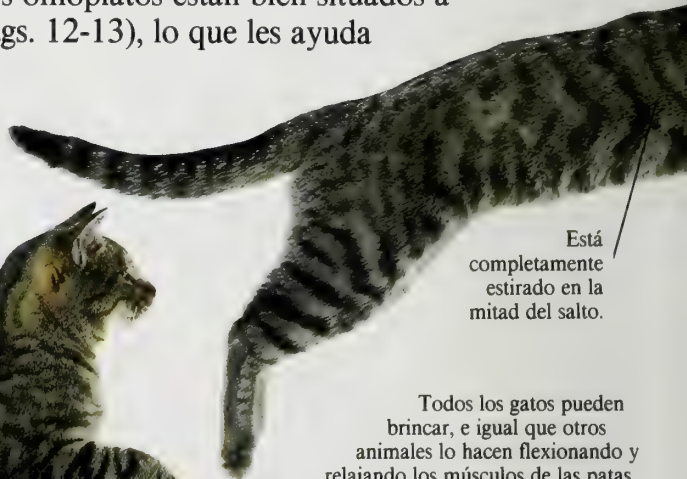 omóplatos están bien situados a
gs. 12-13), lo que les ayuda
Está
completamente
estirado en la
mitad del salto.
Todos los gatos pueden
brincar, e igual que otros
animales lo hacen flexionando y
relajando los músculos de las patas